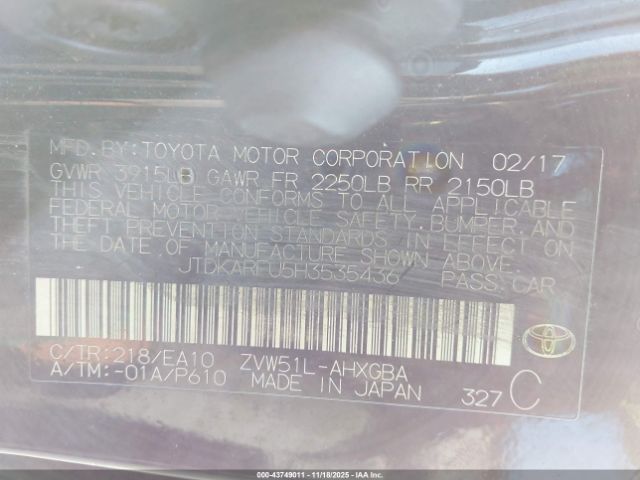 MFD.BY:TOYOTA MOTOR CORPORATION 02/17
GVWR 3915LB GAWR FR 2250LB RR 2150LB
THIS VEHICLE CONFORMS TO ALL APPLICABLE
FEDERAL MOTOR VEHICLE SAFETY,BUMPER,AND
THEFT PREVENTION STANDARDS IN EFFECT ON
THE DATE OF MANUFACTURE SHOWN ABOVE.
JTDKARFU5H3535436 PASS.CAR
C/TR:218/EA10 ZVW51L-AHXGBA
A/TM:-01A/P610 MADE IN JAPAN 327 C
TOYOTA
000-43749011 - 11/18/2025 - IAAI.COM